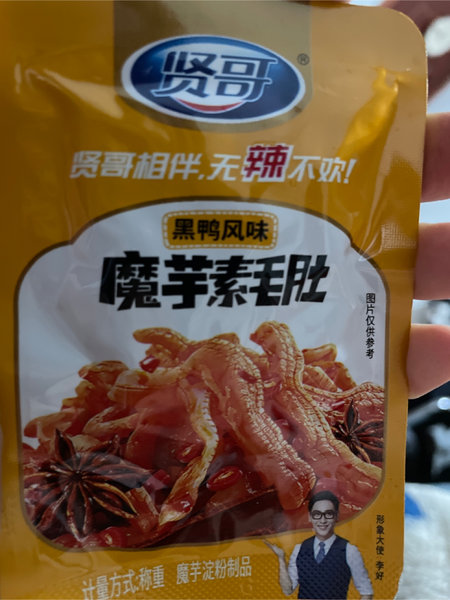 贤哥®
贤哥相伴,无辣不欢!
黑鸭风味
魔芋素毛肚
图片仅供参考
形象大使 李好
计量方式:称重 魔芋淀粉制品